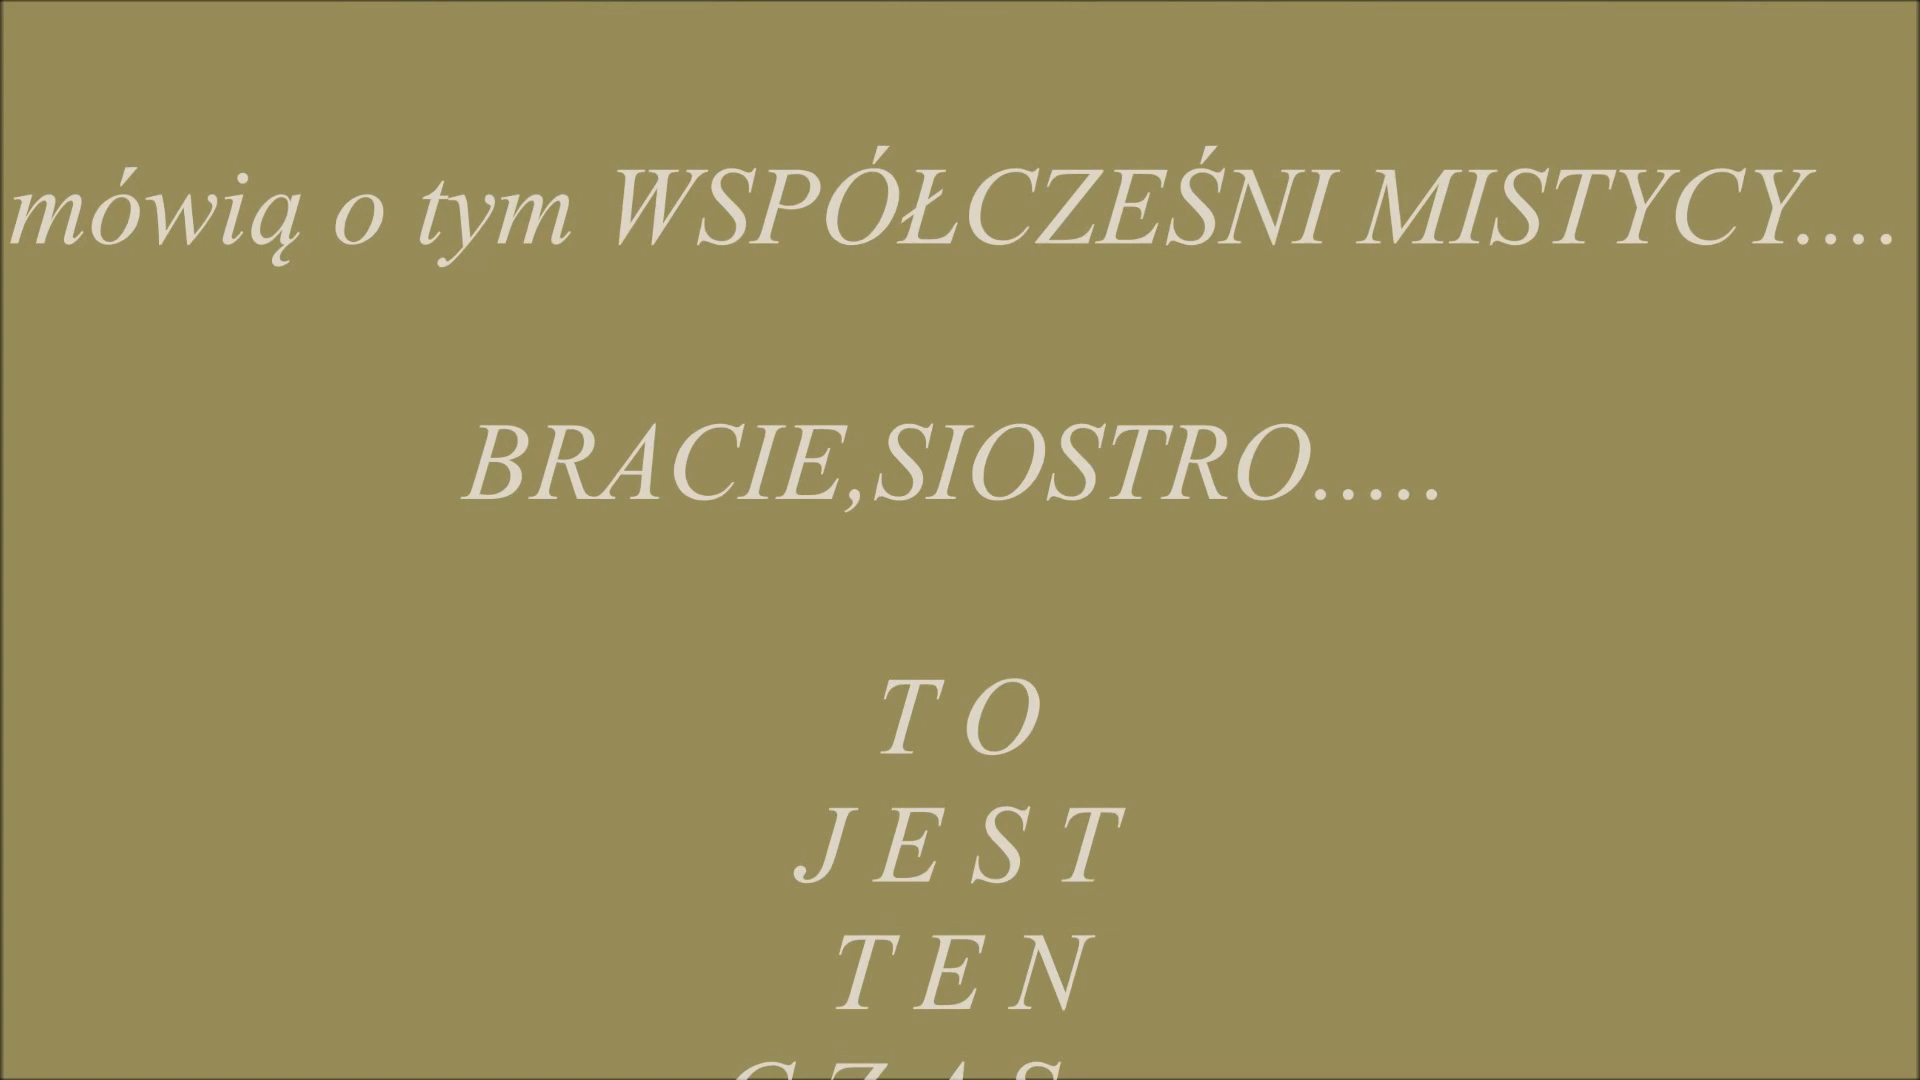 mówią o tym WSPÓŁCZEŚNI MISTYCY....
BRACIE,SIOSTRO.....
T O
J E S T
T E N
C Z A S